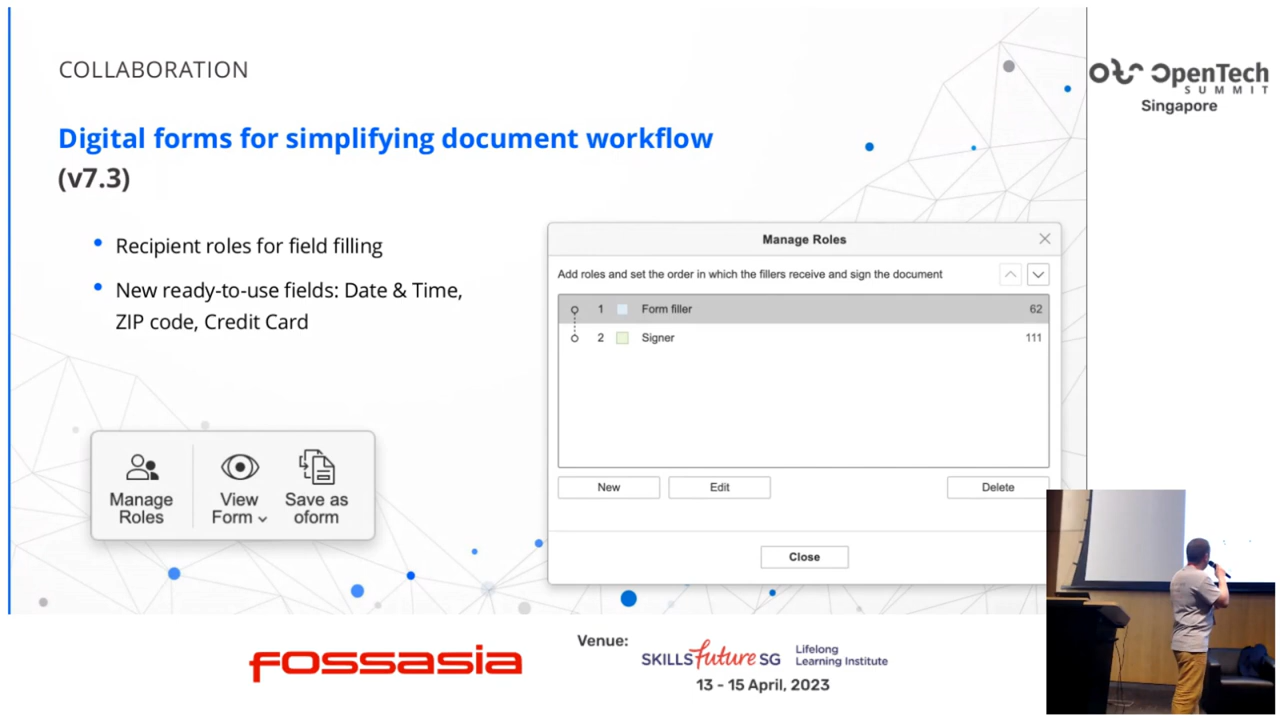 COLLABORATION
Digital forms for simplifying document workflow
(v7.3)
Recipient roles for field filling
New ready-to-use fields: Date & Time,
ZIP code, Credit Card
Manage
Roles
View
Form
Save as
oform
Manage Roles
Add roles and set the order in which the fillers receive and sign the document
1 Form filler 62
2 Signer 111
New Edit Delete
Close
OpenTech
SUMMIT
Singapore
fossasia
Venue:
SKILLS future SG
Lifelong
Learning Institute
13 - 15 April, 2023